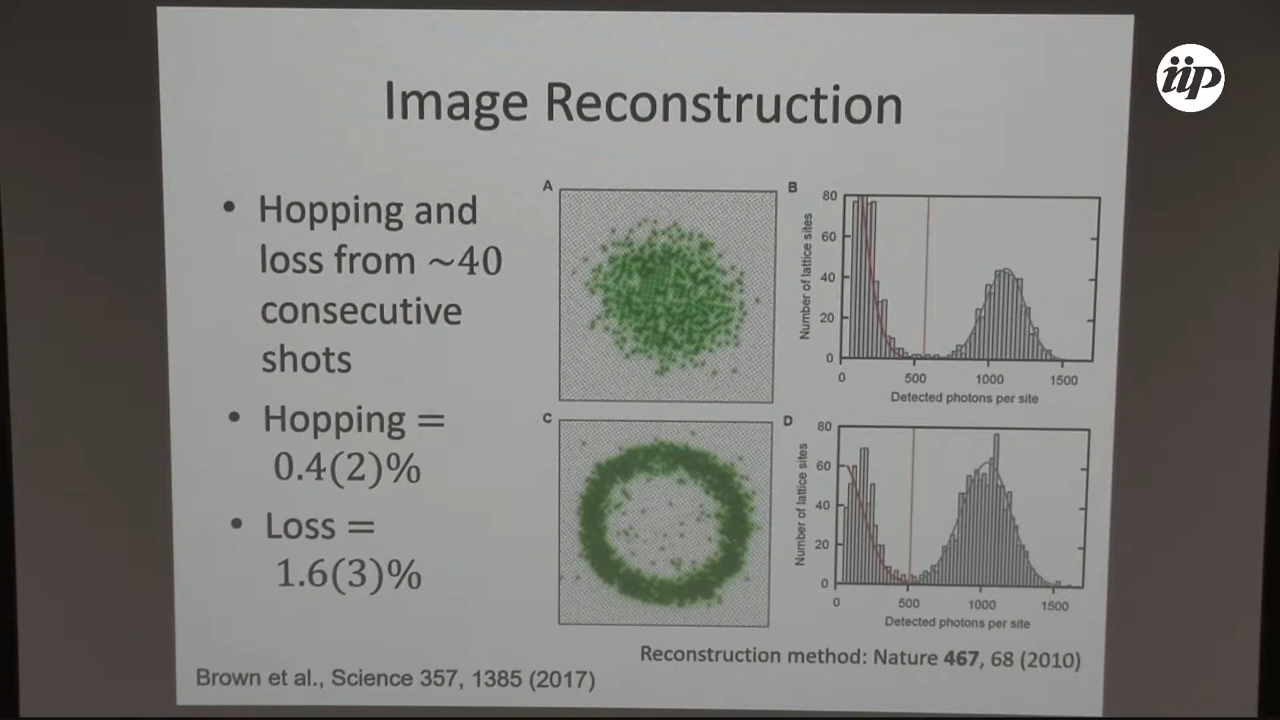 iip
Image Reconstruction
• Hopping and
loss from ~40
consecutive
shots
• Hopping =
0.4(2)%
• Loss =
1.6(3)%
A
B
80
60
40
20
0
Number of lattice sites
0 500 1000 1500
Detected photons per site
C
D
80
60
40
20
0
Number of lattice sites
0 500 1000 1500
Detected photons per site
Reconstruction method: Nature 467, 68 (2010)
Brown et al., Science 357, 1385 (2017)